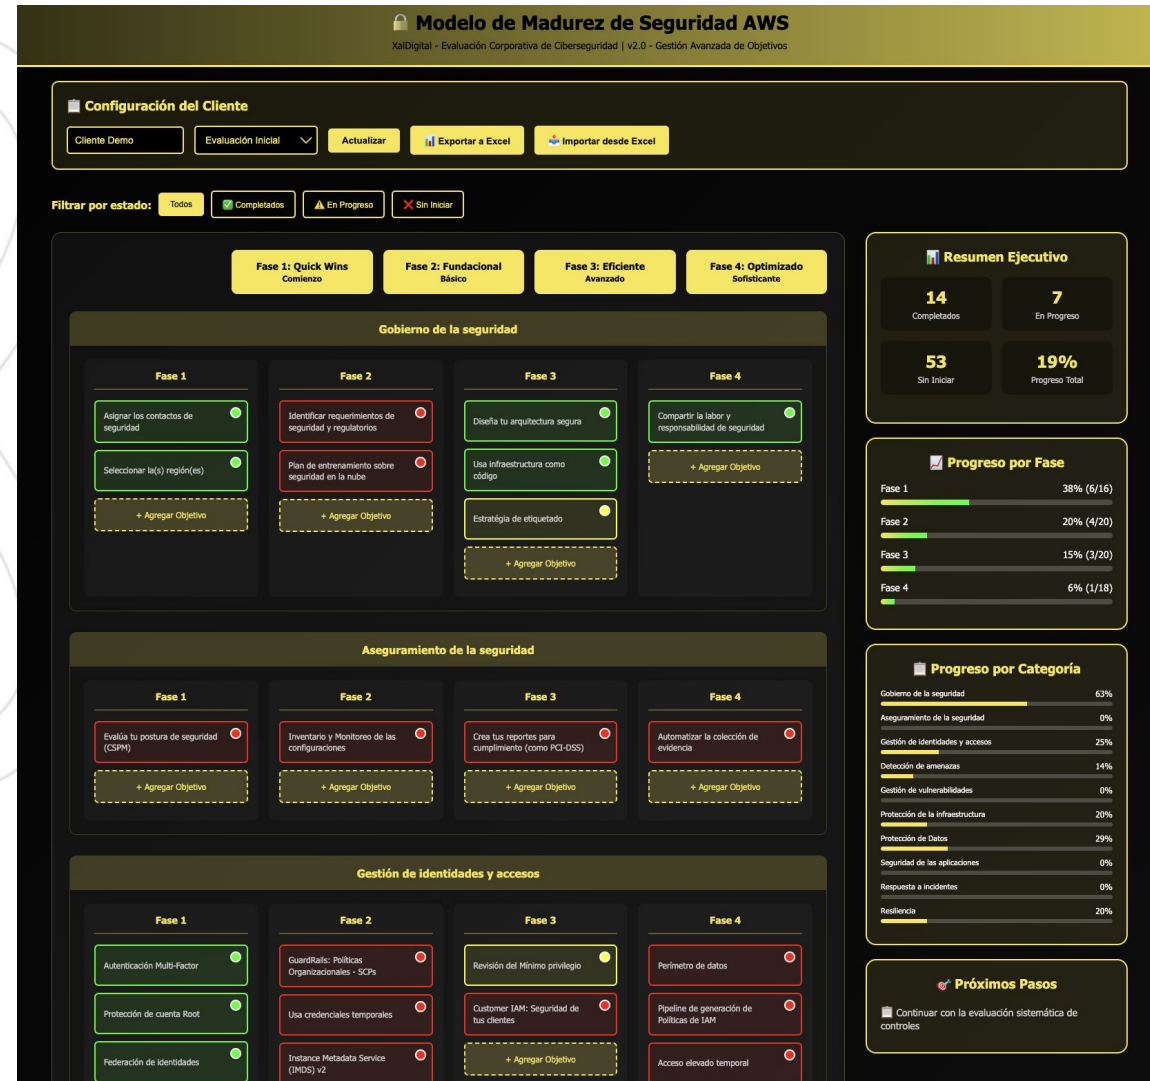 Modelo de Madurez de Seguridad AWS
XalDigital - Evaluación Corporativa de Ciberseguridad | v2.0 - Gestión Avanzada de Objetivos
Configuración del Cliente
Cliente Demo
Evaluación Inicial
Actualizar
Exportar a Excel
Importar desde Excel
Filtrar por estado:
Todos
Completados
En Progreso
Sin Iniciar
Fase 1: Quick Wins
Comienzo
Fase 2: Fundacional
Básico
Fase 3: Eficiente
Avanzado
Fase 4: Optimizado
Sofisticante
Gobierno de la seguridad
Fase 1
Asignar los contactos de
seguridad
Seleccionar la(s) región(es)
+ Agregar Objetivo
Fase 2
Identificar requerimientos de
seguridad y regulatorios
Plan de entrenamiento sobre
seguridad en la nube
+ Agregar Objetivo
Fase 3
Diseña tu arquitectura segura
Usa infraestructura como
código
Estratégia de etiquetado
+ Agregar Objetivo
Fase 4
Compartir la labor y
responsabilidad de seguridad
+ Agregar Objetivo
Aseguramiento de la seguridad
Fase 1
Evalúa tu postura de seguridad
(CSPM)
+ Agregar Objetivo
Fase 2
Inventario y Monitoreo de las
configuraciones
+ Agregar Objetivo
Fase 3
Crea tus reportes para
cumplimiento (como PCI-DSS)
+ Agregar Objetivo
Fase 4
Automatizar la colección de
evidencia
+ Agregar Objetivo
Gestión de identidades y accesos
Fase 1
Autenticación Multi-Factor
Protección de cuenta Root
Federación de identidades
Fase 2
GuardRails: Políticas
Organizacionales - SCPs
Usa credenciales temporales
Instance Metadata Service
(IMDS) v2
Fase 3
Revisión del Mínimo privilegio
Customer IAM: Seguridad de
tus clientes
+ Agregar Objetivo
Fase 4
Perímetro de datos
Pipeline de generación de
Políticas de IAM
Acceso elevado temporal
Resumen Ejecutivo
14
Completados
7
En Progreso
53
Sin Iniciar
19%
Progreso Total
Progreso por Fase
Fase 1 38% (6/16)
Fase 2 20% (4/20)
Fase 3 15% (3/20)
Fase 4 6% (1/18)
Progreso por Categoría
Gobierno de la seguridad 63%
Aseguramiento de la seguridad 0%
Gestión de identidades y accesos 25%
Detección de amenazas 14%
Gestión de vulnerabilidades 0%
Protección de la infraestructura 20%
Protección de Datos 29%
Seguridad de las aplicaciones 0%
Respuesta a incidentes 0%
Resiliencia 20%
Próximos Pasos
Continuar con la evaluación sistemática de
controles